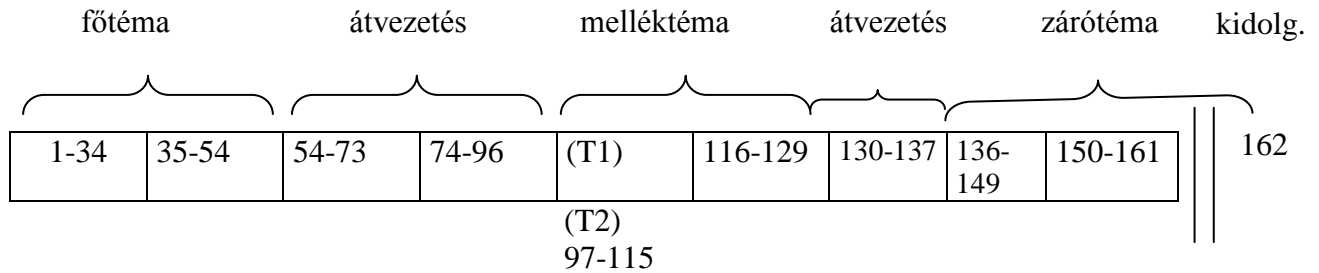 főtéma átvezetés melléktéma átvezetés zárótéma kidolg.
1-34 35-54 54-73 74-96 (T1) 116-129 130-137 136- 150-161 162
149
(T2)
97-115